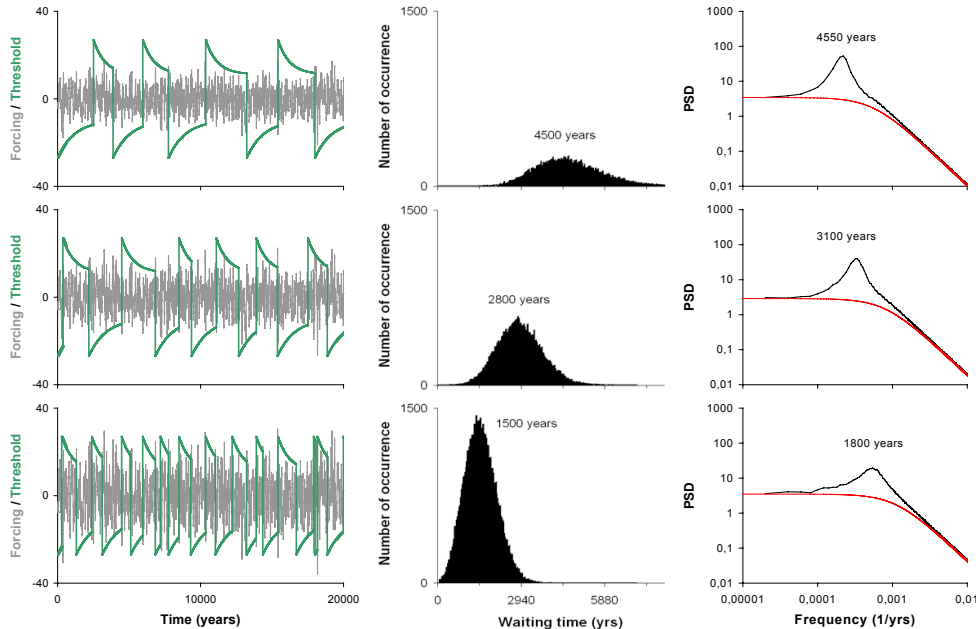 40
0
-40
Forcing / Threshold
1500
0
Number of occurrence
4500 years
1000
100
10
1
0,1
0,01
PSD
4550 years
40
0
-40
0
10000
20000
Forcing / Threshold
1500
0
Number of occurrence
2800 years
1000
100
10
1
0,1
0,01
PSD
3100 years
40
0
-40
Forcing / Threshold
0
10000
20000
Time (years)
1500
0
Number of occurrence
1500 years
0
2940
5880
Waiting time (yrs)
1000
100
10
1
0,1
0,01
PSD
1800 years
0,00001
0,0001
0,001
0,01
Frequency (1/yrs)